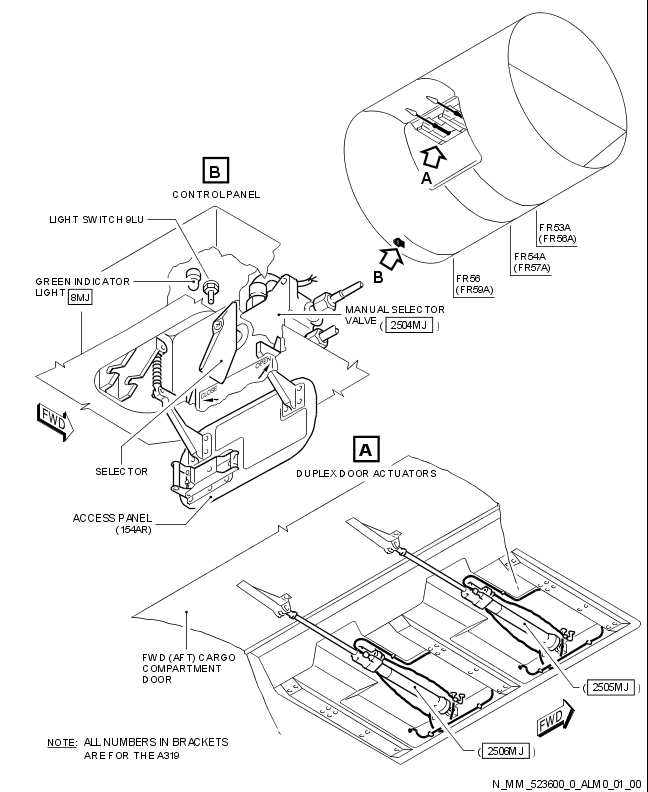 B
CONTROL PANEL
LIGHT SWITCH 9LU
GREEN INDICATOR
LIGHT 8MJ
A
B
FR53A
(FR56A)
FR54A
(FR57A)
FR56
(FR59A)
MANUAL SELECTOR
VALVE (2504MJ)
CLOSE
OPEN
FWD
SELECTOR
ACCESS PANEL
(154AR)
A
DUPLEX DOOR ACTUATORS
FWD (AFT) CARGO
COMPARTMENT
DOOR
(2505MJ)
FWD
(2506MJ)
NOTE: ALL NUMBERS IN BRACKETS
ARE FOR THE A319
N_MM_523600_0_ALM0_01_00